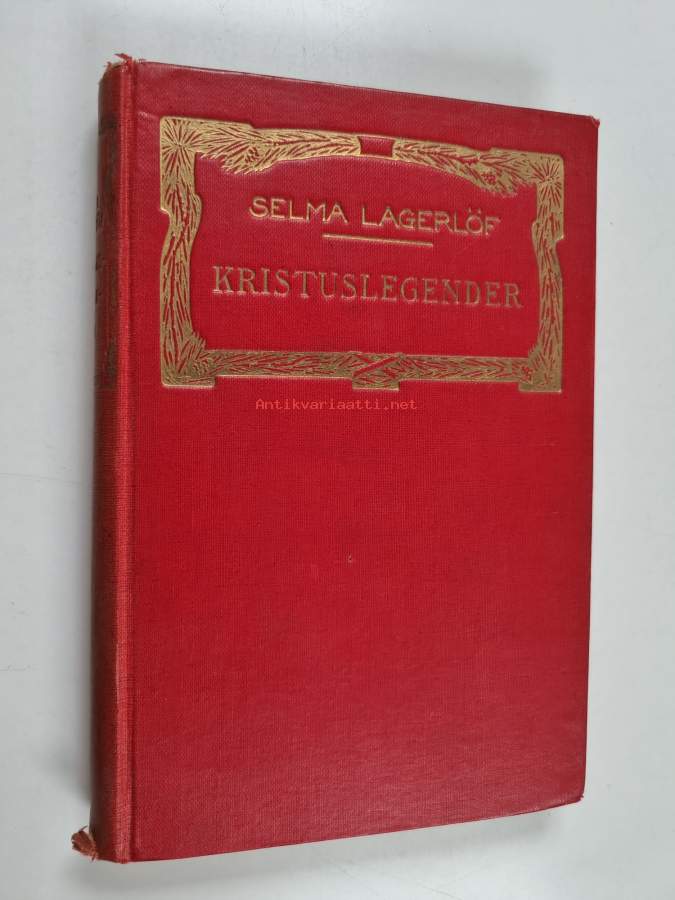 SELMA LAGERLÖF
KRISTUSLEGENDER
Antikvariaatti.net